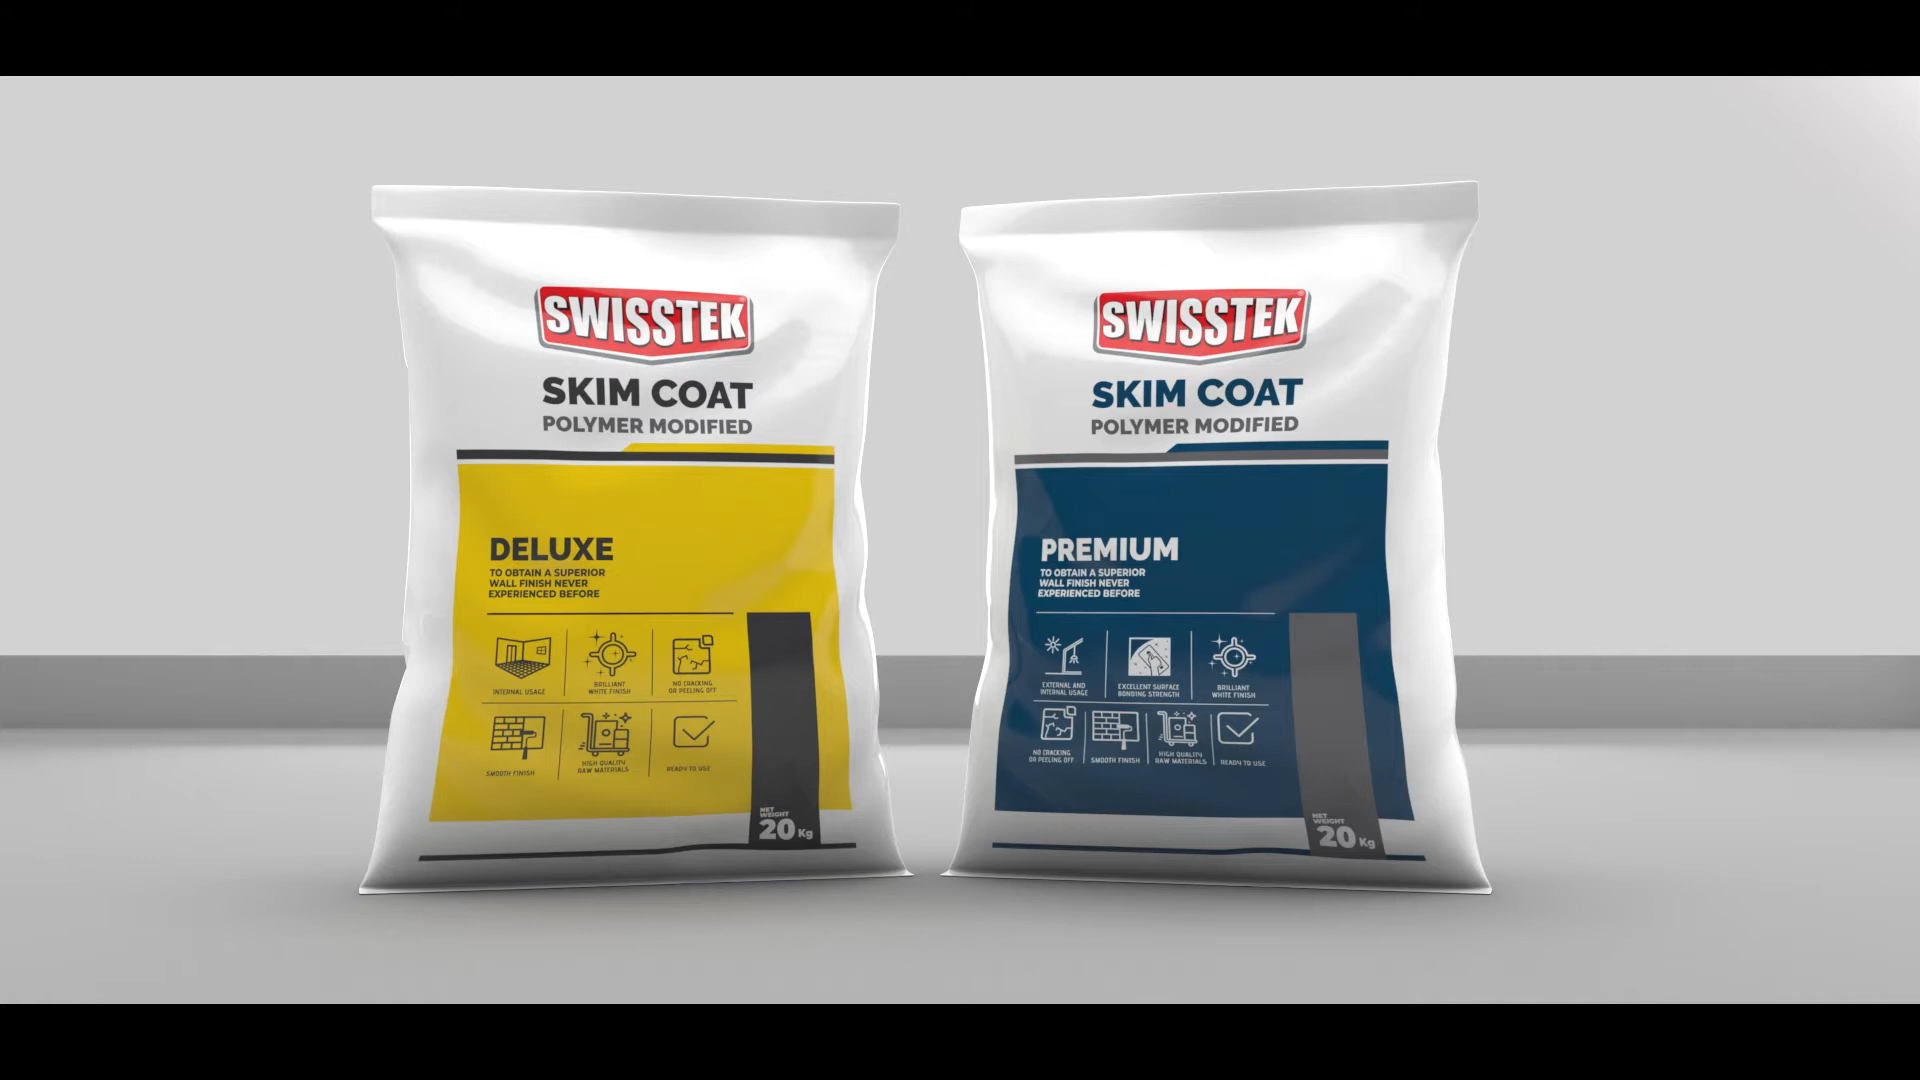 SWISSTEK
SKIM COAT
POLYMER MODIFIED
DELUXE
TO OBTAIN A SUPERIOR
WALL FINISH NEVER
EXPERIENCED BEFORE
INTERNAL USAGE
BRILLIANT
WHITE FINISH
NO CRACKING
OR PEELING OFF
SMOOTH FINISH
HIGH QUALITY
RAW MATERIALS
READY TO USE
NET
WEIGHT
20 Kg
SWISSTEK
SKIM COAT
POLYMER MODIFIED
PREMIUM
TO OBTAIN A SUPERIOR
WALL FINISH NEVER
EXPERIENCED BEFORE
EXTERNAL AND
INTERNAL USAGE
EXCELLENT SURFACE
BONDING STRENGTH
BRILLIANT
WHITE FINISH
NO CRACKING
OR PEELING OFF
SMOOTH FINISH
HIGH QUALITY
RAW MATERIALS
READY TO USE
NET
WEIGHT
20 Kg